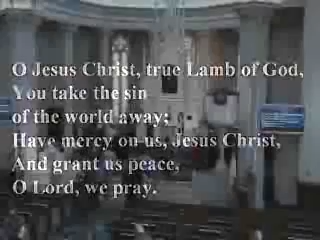 O Jesus Christ, true Lamb of God,
You take the sin
of the world away;
Have mercy on us, Jesus Christ,
And grant us peace,
O Lord, we pray.